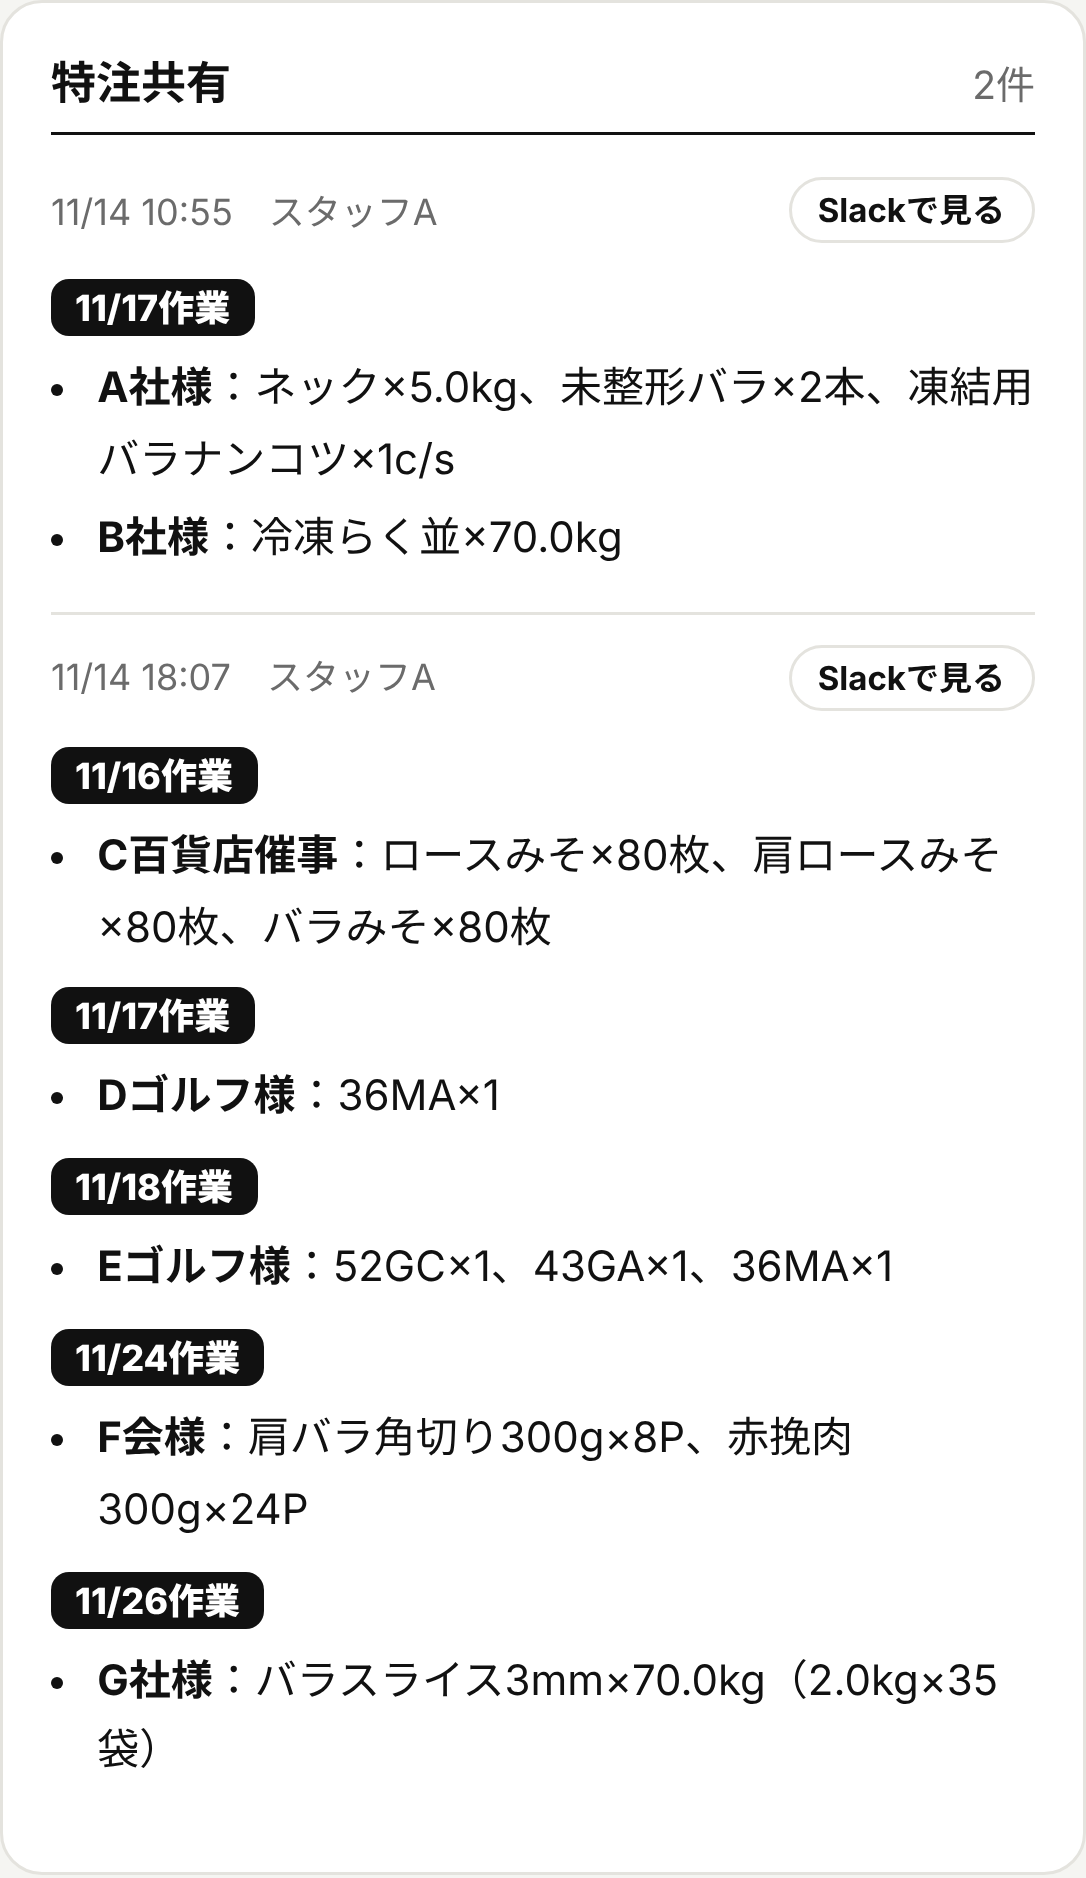 特注共有
2件
11/14 10:55　スタッフA
Slackで見る
11/17作業
• A社様：ネック×5.0kg、未整形バラ×2本、凍結用
バラナンコツ×1c/s
• B社様：冷凍らく並×70.0kg
11/14 18:07　スタッフA
Slackで見る
11/16作業
• C百貨店催事：ロースみそ×80枚、肩ロースみそ
×80枚、バラみそ×80枚
11/17作業
• Dゴルフ様：36MA×1
11/18作業
• Eゴルフ様：52GC×1、43GA×1、36MA×1
11/24作業
• F会様：肩バラ角切り300g×8P、赤挽肉
300g×24P
11/26作業
• G社様：バラスライス3mm×70.0kg（2.0kg×35
袋）